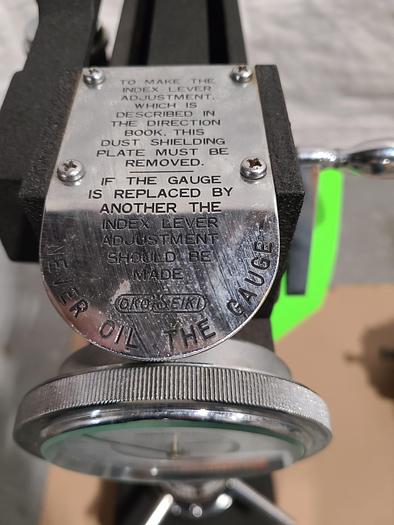 TO MAKE THE
INDEX LEVER
ADJUSTMENT,
WHICH IS
DESCRIBED IN
THE DIRECTION
BOOK, THIS
DUST SHIELDING
PLATE MUST BE
REMOVED.
IF THE GAUGE
IS REPLACED BY
ANOTHER THE
INDEX LEVER
ADJUSTMENT
SHOULD BE
MADE
OKO SEIKI
NEVER OIL THE GAUGE